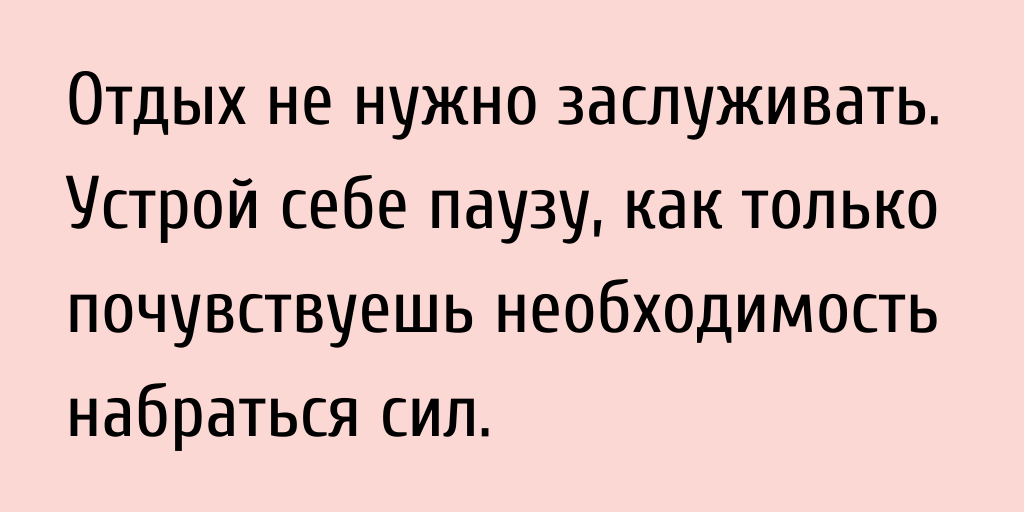 Отдых не нужно заслуживать.
Устрой себе паузу, как только
почувствуешь необходимость
набраться сил.